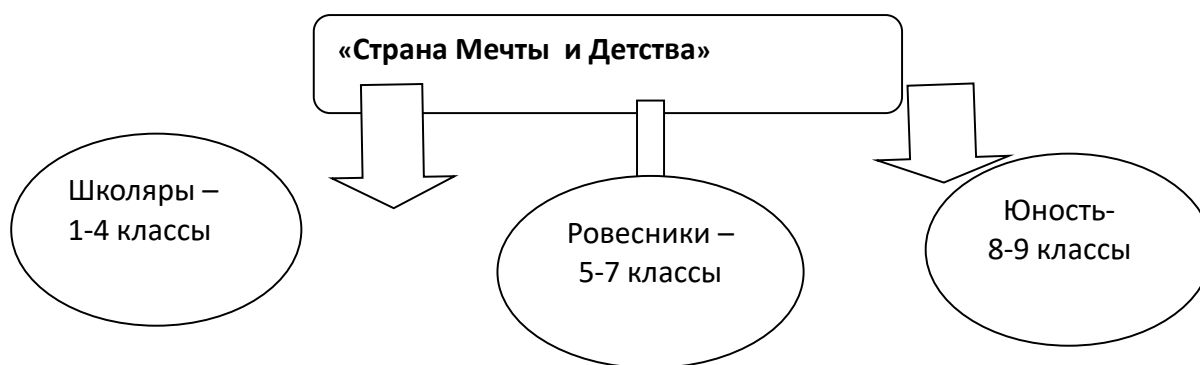 «Страна Мечты  и Детства»
Школяры –
1-4 классы
Ровесники –
5-7 классы
Юность-
8-9 классы